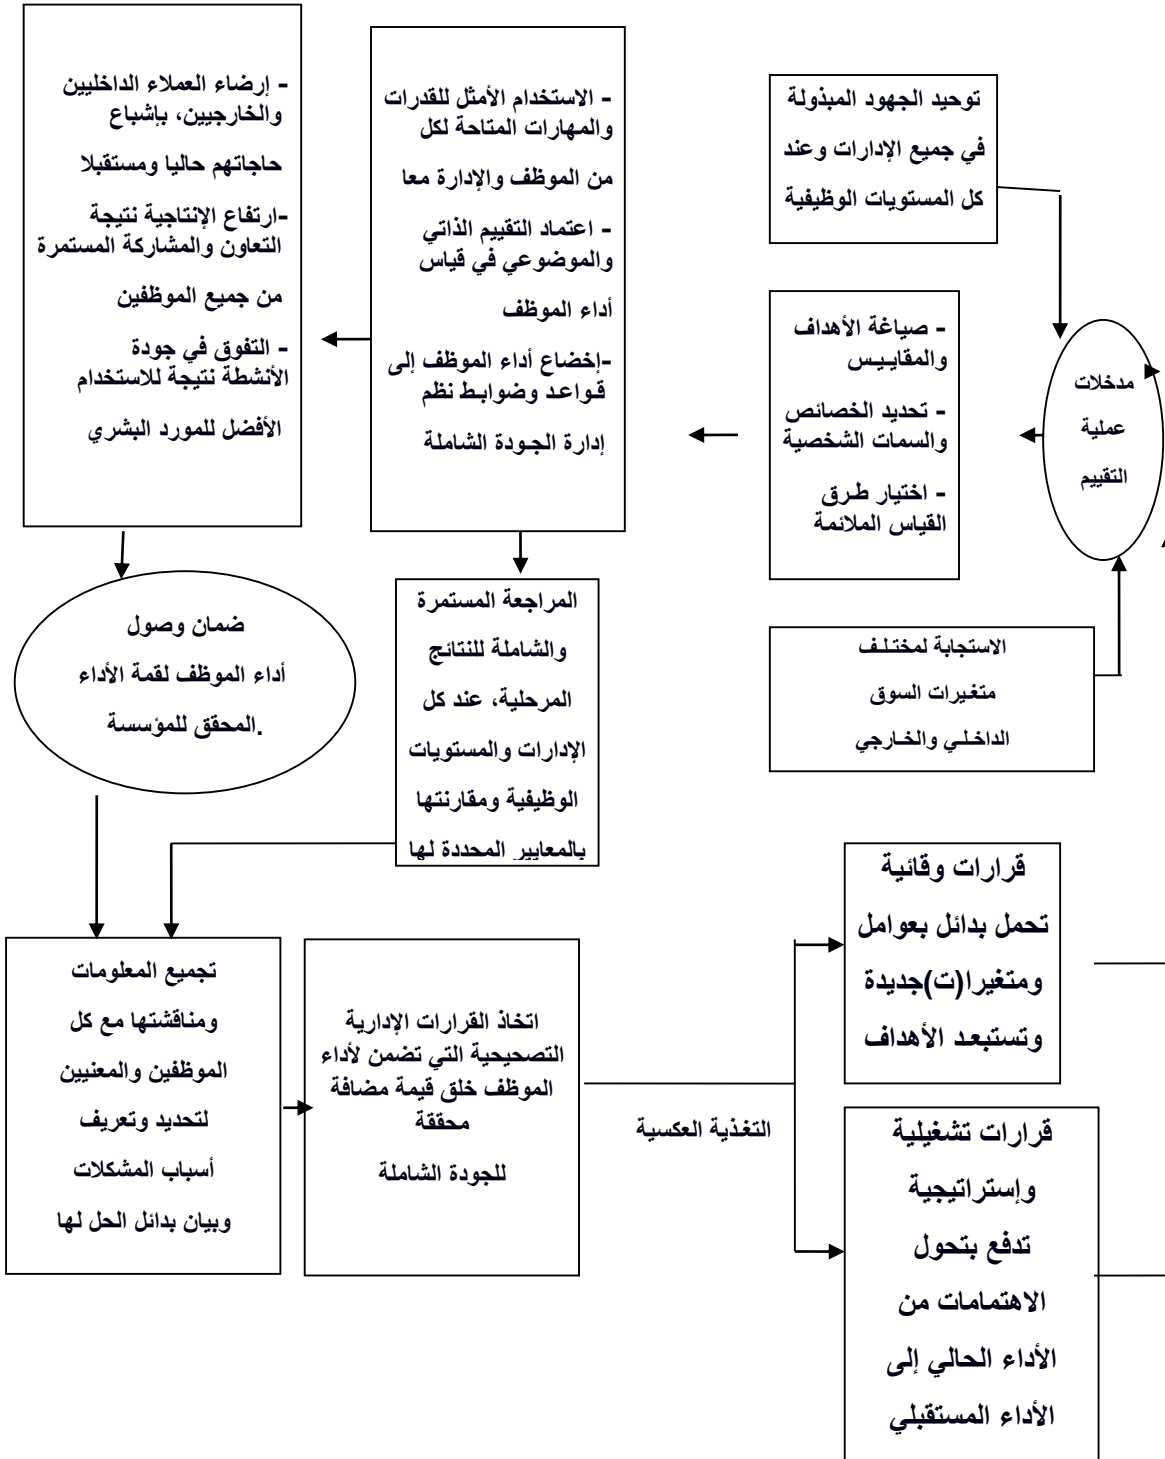 توحيد الجهود المبذولة
في جميع الإدارات وعند
كل المستويات الوظيفية
مدخلات
عملية
التقييم
- صياغة الأهداف
والمقاييس
- تحديد الخصائص
والسمات الشخصية
- اختيار طرق
القياس الملائمة
الاستجابة لمختلف
متغيرات السوق
الداخلي والخارجي
- الاستخدام الأمثل للقدرات
والمهارات المتاحة لكل
من الموظف والإدارة معا
- اعتماد التقييم الذاتي
والموضوعي في قياس
أداء الموظف
-إخضاع أداء الموظف إلى
قواعد وضوابط نظم
إدارة الجودة الشاملة
- إرضاء العملاء الداخليين
والخارجيين، بإشباع
حاجاتهم حاليا ومستقبلا
-ارتفاع الإنتاجية نتيجة
التعاون والمشاركة المستمرة
من جميع الموظفين
- التفوق في جودة
الأنشطة نتيجة للاستخدام
الأفضل للمورد البشري
المراجعة المستمرة
والشاملة للنتائج
المرحلية، عند كل
الإدارات والمستويات
الوظيفية ومقارنتها
بالمعايير المحددة لها
ضمان وصول
أداء الموظف لقمة الأداء
المحقق للمؤسسة.
تجميع المعلومات
ومناقشتها مع كل
الموظفين والمعنيين
لتحديد وتعريف
أسباب المشكلات
وبيان بدائل الحل لها
اتخاذ القرارات الإدارية
التصحيحية التي تضمن لأداء
الموظف خلق قيمة مضافة
محققة
للجودة الشاملة
التغذية العكسية
قرارات وقائية
تحمل بدائل بعوامل
ومتغيرا(ت)جديدة
وتستبعد الأهداف
قرارات تشغيلية
وإستراتيجية
تدفع بتحول
الاهتمامات من
الأداء الحالي إلى
الأداء المستقبلي